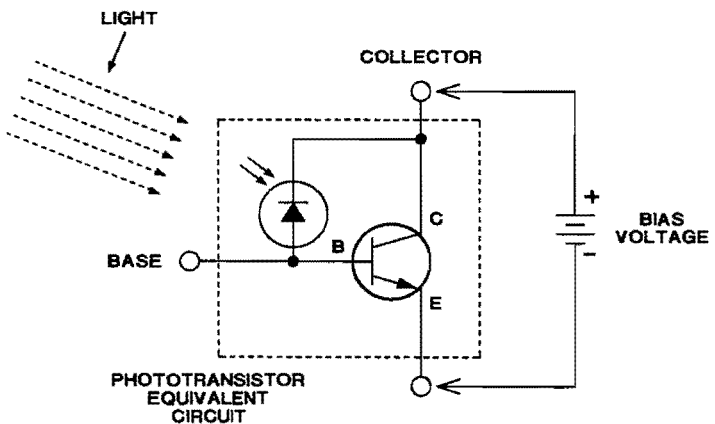 LIGHT
COLLECTOR
C
+
BIAS
VOLTAGE
-
B
BASE
E
PHOTOTRANSISTOR
EQUIVALENT
CIRCUIT